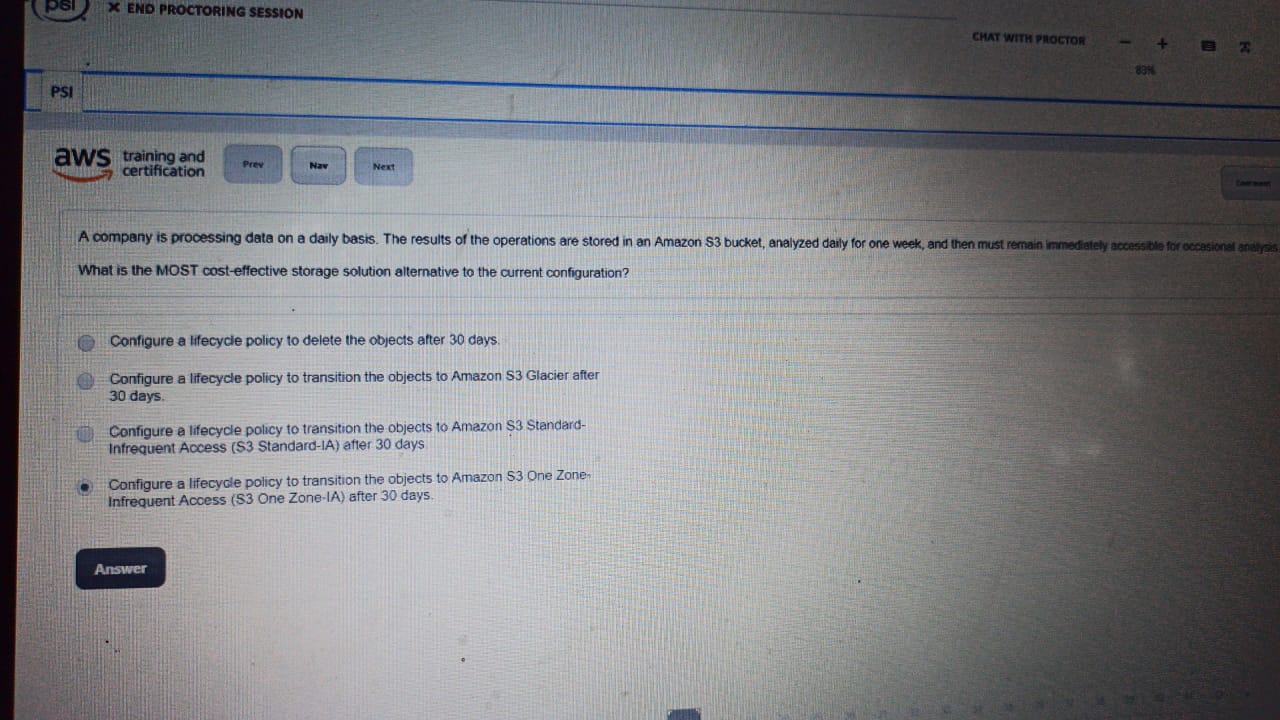 psi
X END PROCTORING SESSION
CHAT WITH PROCTOR
83%
PSI
aws training and
certification
Prev
Nav
Next
Comment
A company is processing data on a daily basis. The results of the operations are stored in an Amazon S3 bucket, analyzed daily for one week, and then must remain immediately accessible for occasional analysis
What is the MOST cost-effective storage solution alternative to the current configuration?
Configure a lifecycle policy to delete the objects after 30 days.
Configure a lifecycle policy to transition the objects to Amazon S3 Glacier after
30 days.
Configure a lifecycle policy to transition the objects to Amazon S3 Standard-
Infrequent Access (S3 Standard-IA) after 30 days
Configure a lifecycle policy to transition the objects to Amazon S3 One Zone-
Infrequent Access (S3 One Zone-IA) after 30 days.
Answer